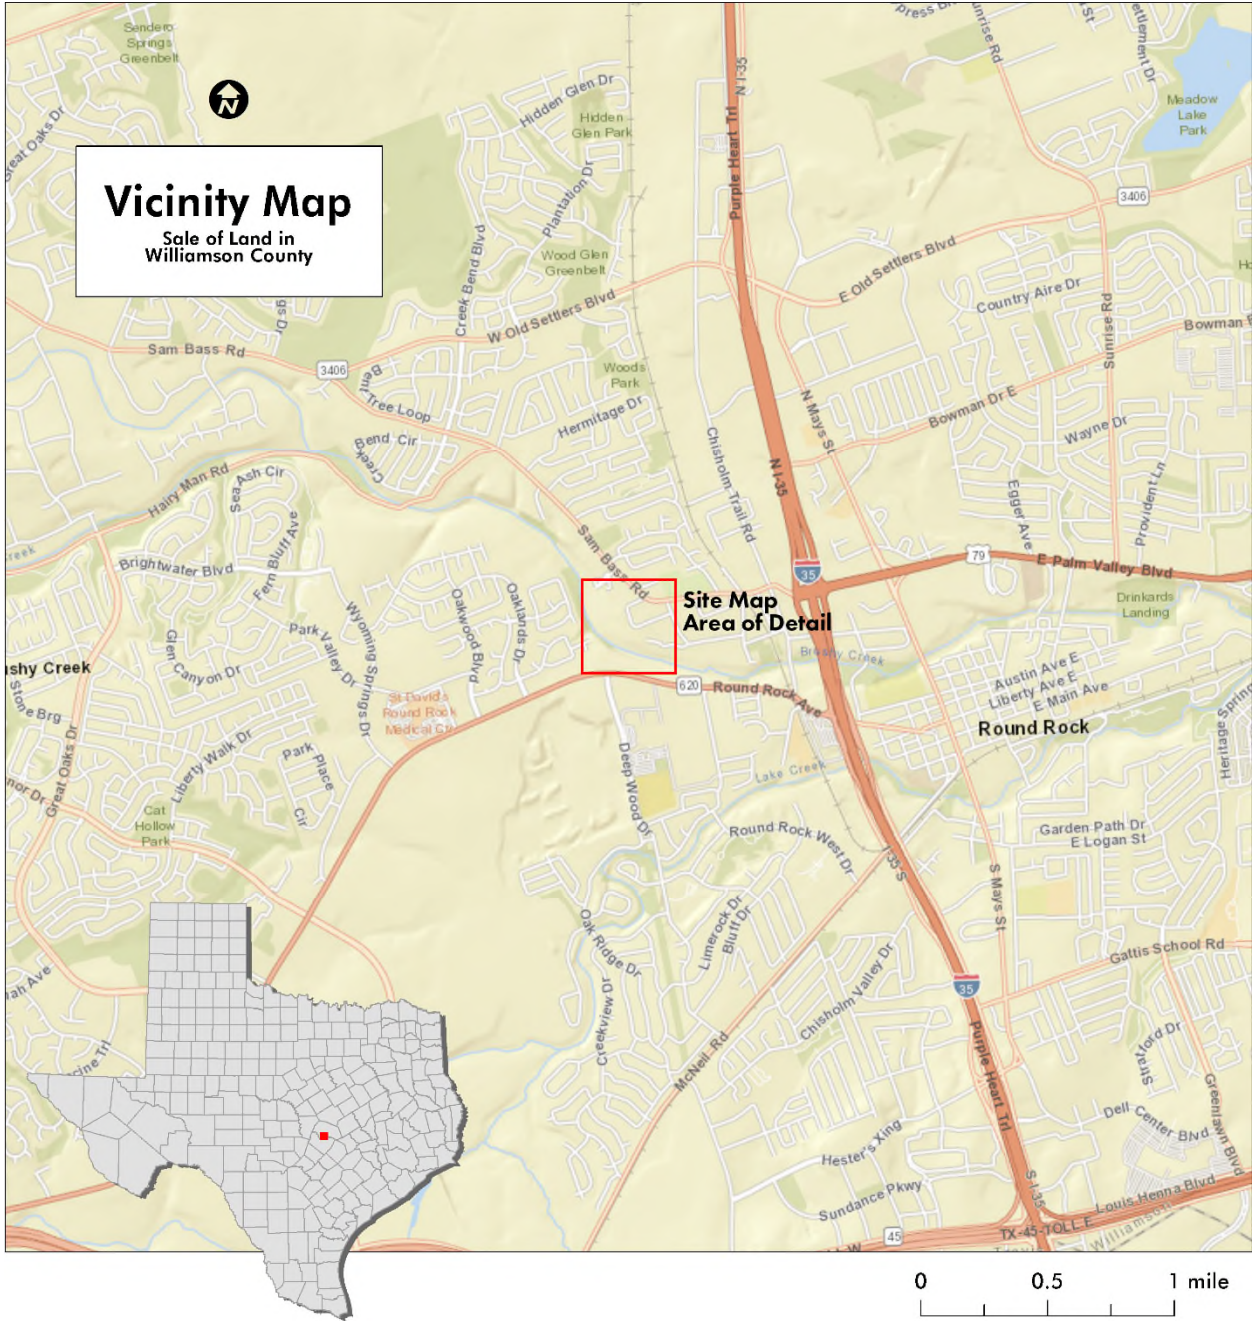 Sendero
Springs
Greenbelt
N
Great Oaks Dr
Vicinity Map
Sale of Land in
Williamson County
Hidden Glen Dr
Hidden
Glen Park
Plantation Dr
Wood Glen
Greenbelt
Creek Bend Blvd
W Old Settlers Blvd
N I-35
Purple Heart Trl
Sunrise Rd
Settlement Dr
Meadow
Lake
Park
3406
E Old Settlers Blvd
Country Aire Dr
Sunrise Rd
Bowman
Sam Bass Rd
3406
Bent Tree Loop
Woods
Park
Hermitage Dr
N Mays St
Bowman Dr E
Wayne Dr
Creek Bend Cir
Chisholm Trail Rd
N I-35
Egger Ave
Provident Ln
Hairy Man Rd
Sea Ash Cir
Fern Bluff Ave
Brightwater Blvd
Sam Bass Rd
35
79
E Palm Valley Blvd
Drinkards
Landing
Site Map
Area of Detail
Wyoming Springs Dr
Oakwood Blvd
Oaklands Dr
Park Valley Dr
Glen Canyon Dr
Brushy Creek
ushy Creek
Stone Brg
St David's
Round Rock
Medical Ctr
620
Round Rock Ave
Austin Ave E
Liberty Ave E
E Main Ave
Round Rock
Heritage Springs
Great Oaks Dr
Liberty Walk Dr
Park Place Cir
Deep Wood Dr
Lake Creek
Cat
Hollow
Park
Round Rock West Dr
I-35-S
Garden Path Dr
E Logan St
S Mays St
Oak Ridge Dr
Limerock Dr
Bluff Dr
Gattis School Rd
Chisholm Valley Dr
35
Creekview Dr
McNeil Rd
Purple Heart Trl
Stratford Dr
Greenlawn Blvd
Dell Center Blvd
Hester's Xing
Sundance Pkwy
S I-35
Louis Henna Blvd
TX-45-TOLL E
Williamson
45
W
0 0.5 1 mile